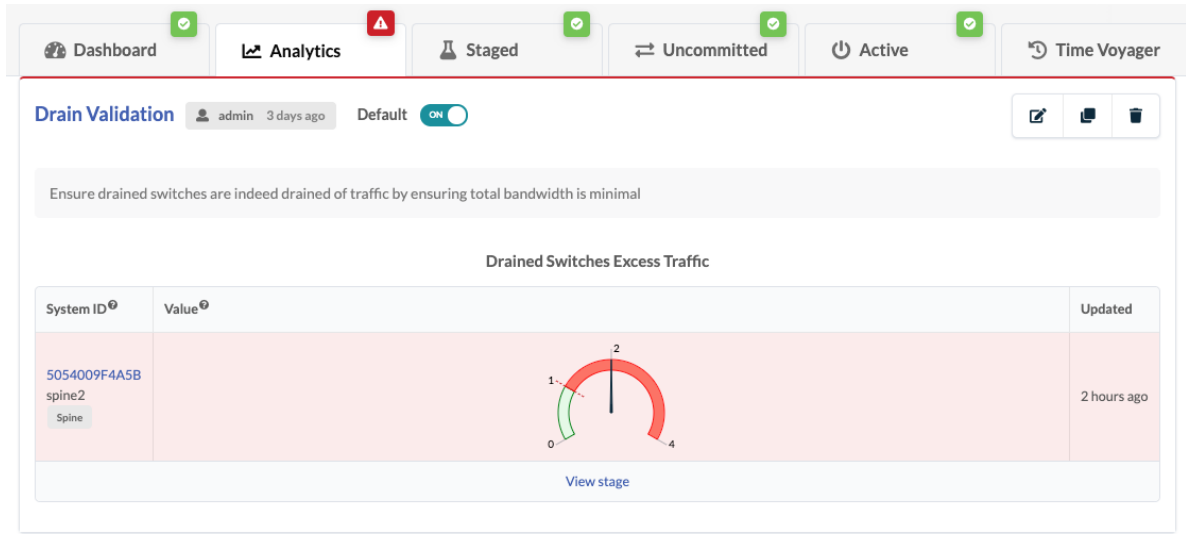 Dashboard Analytics Staged Uncommitted Active Time Voyager
Drain Validation admin 3 days ago Default ON
Ensure drained switches are indeed drained of traffic by ensuring total bandwidth is minimal
Drained Switches Excess Traffic
System ID Value Updated
5054009F4A5B
spine2
Spine
2
1
0
4
2 hours ago
View stage